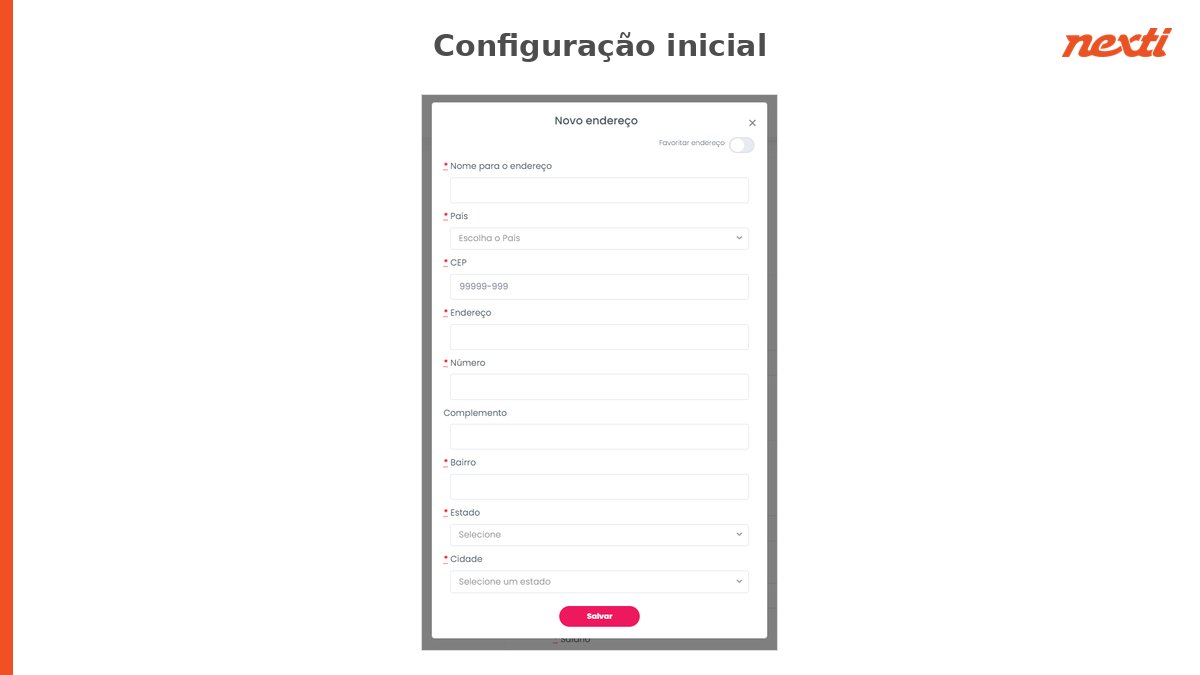 Configuração inicial
nexti
Novo endereço
×
Favoritar endereço
* Nome para o endereço
* País
Escolha o País
* CEP
99999-999
* Endereço
* Número
Complemento
* Bairro
* Estado
Selecione
* Cidade
Selecione um estado
Salvar
* Salário